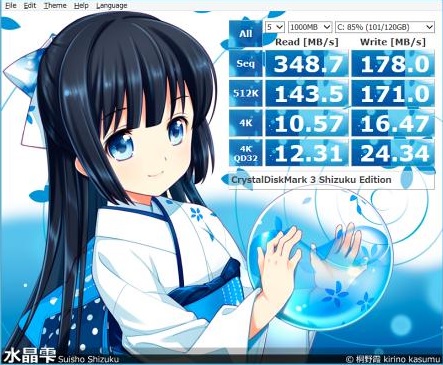 File Edit Theme Help Language
All 5 1000MB C: 85% (101/120GB)
Read [MB/s] Write [MB/s]
Seq 348.7 178.0
512K 143.5 171.0
4K 10.57 16.47
4K QD32 12.31 24.34
CrystalDiskMark 3 Shizuku Edition
水晶雫 Suisho Shizuku
© 桐野霞 kirino kasumu